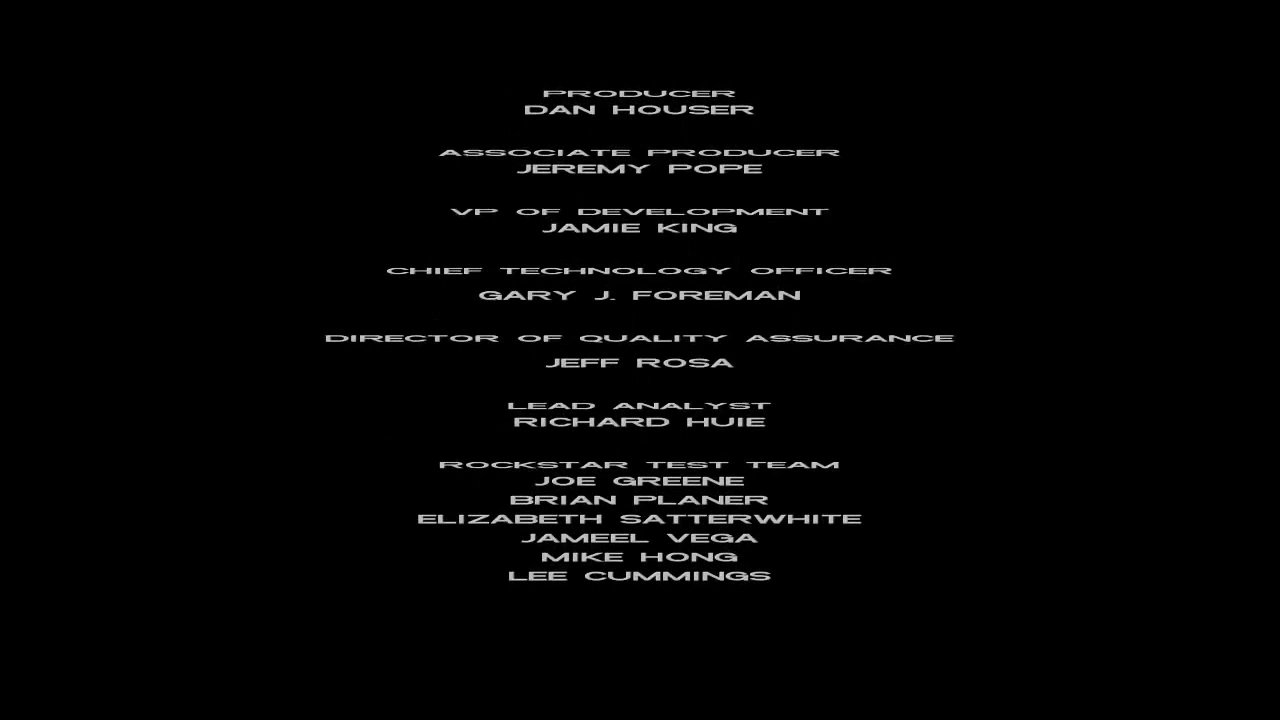 PRODUCER
DAN HOUSER
ASSOCIATE PRODUCER
JEREMY POPE
VP OF DEVELOPMENT
JAMIE KING
CHIEF TECHNOLOGY OFFICER
GARY J. FOREMAN
DIRECTOR OF QUALITY ASSURANCE
JEFF ROSA
LEAD ANALYST
RICHARD HUIE
ROCKSTAR TEST TEAM
JOE GREENE
BRIAN PLANER
ELIZABETH SATTERWHITE
JAMEEL VEGA
MIKE HONG
LEE CUMMINGS